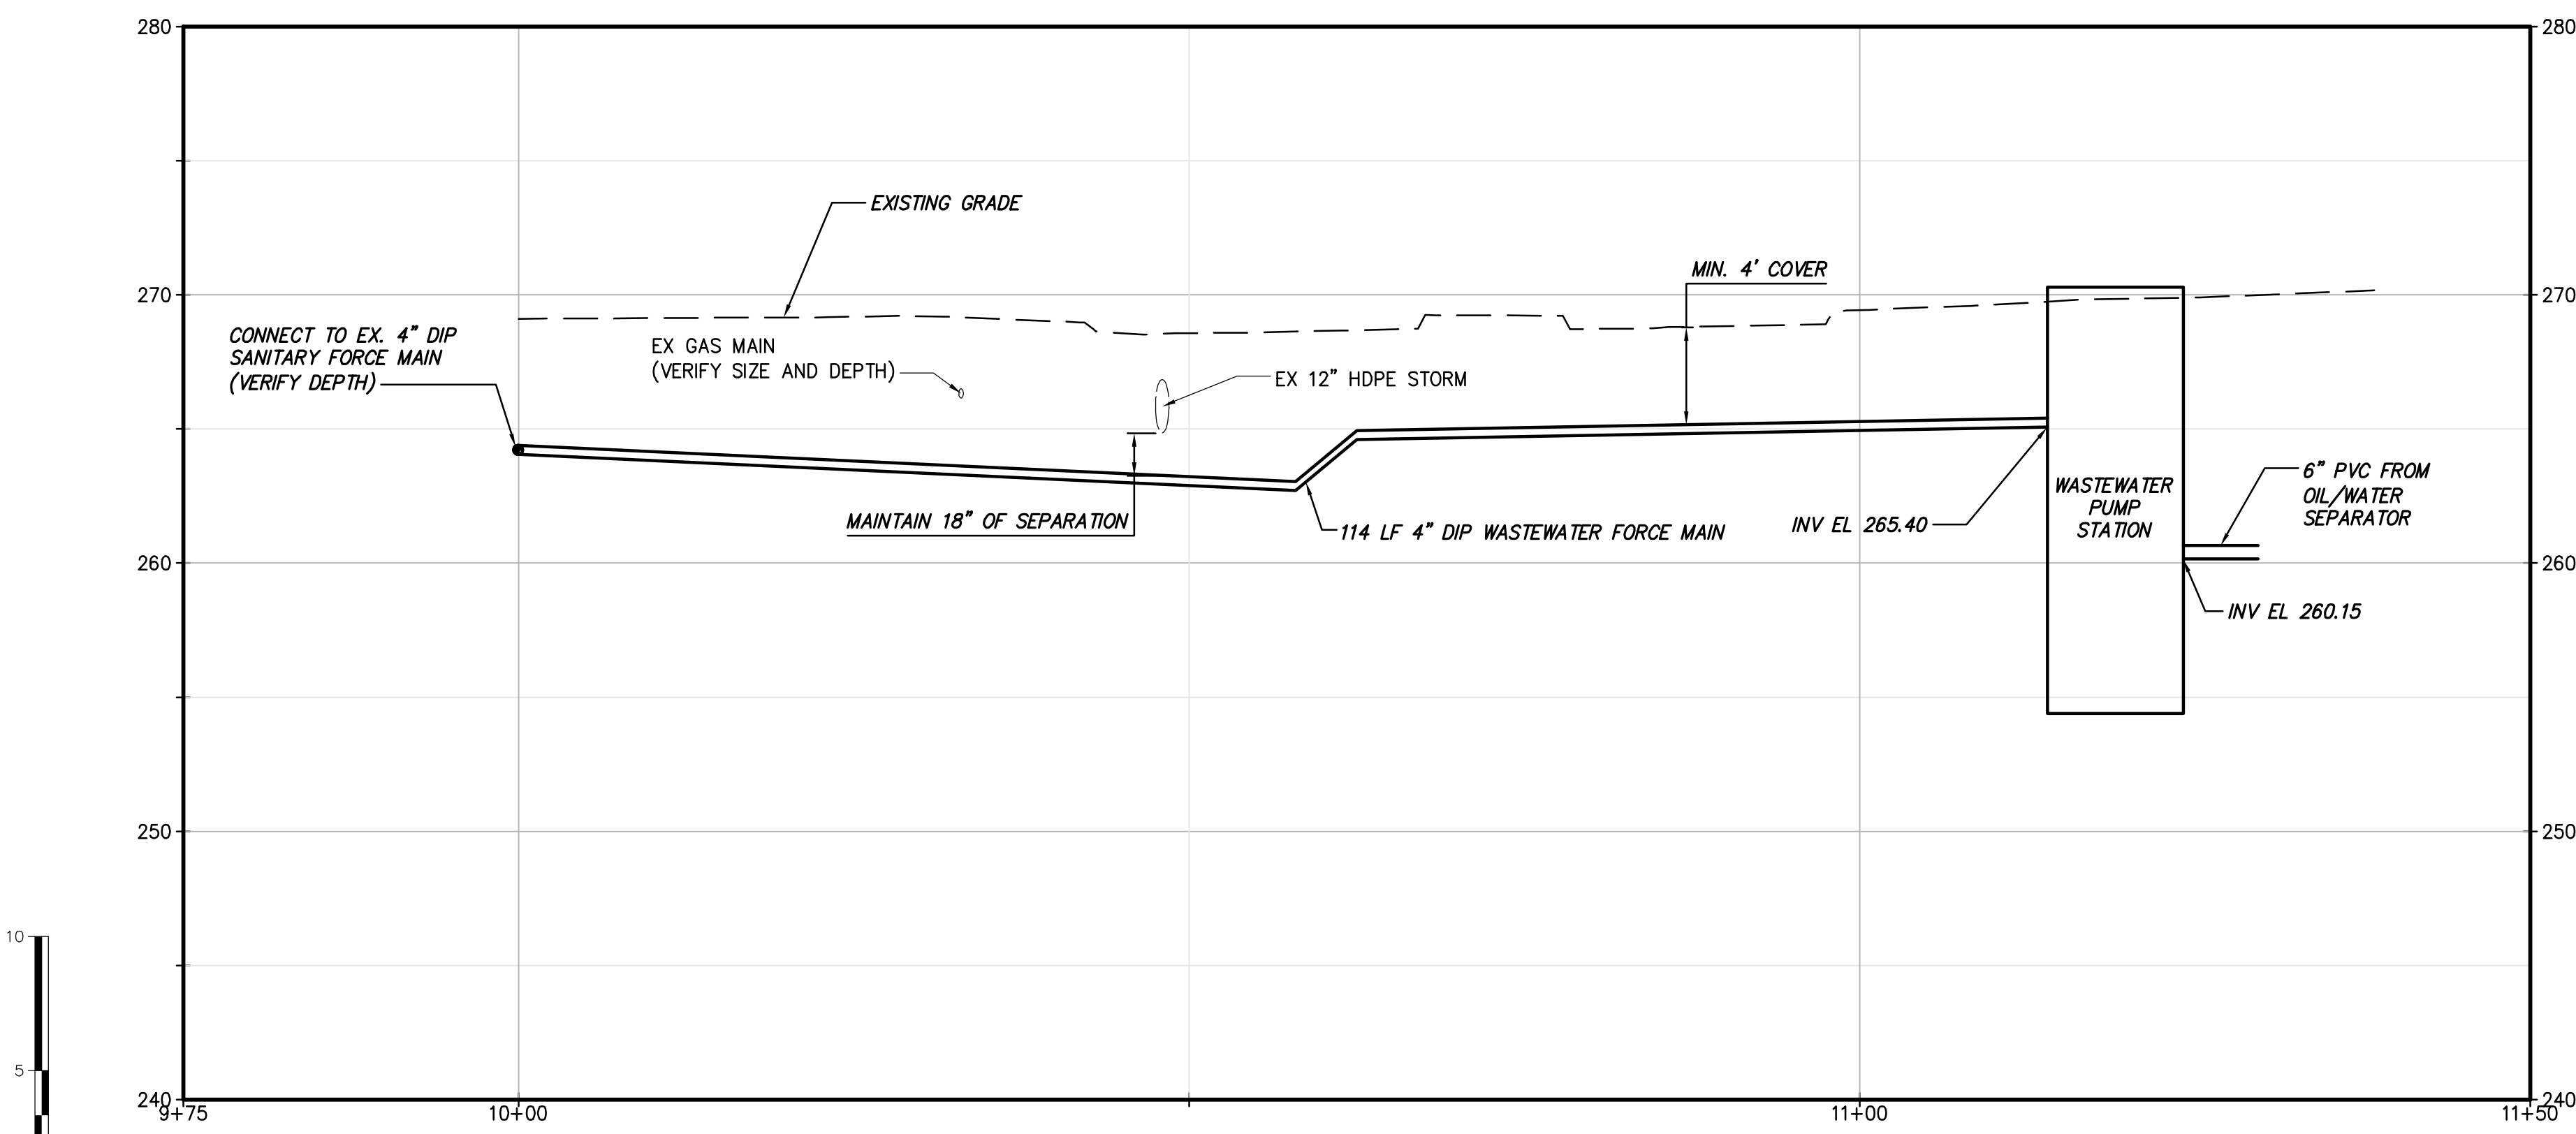 280
280
EXISTING GRADE
MIN. 4' COVER
270
270
CONNECT TO EX. 4" DIP
SANITARY FORCE MAIN
(VERIFY DEPTH)
EX GAS MAIN
(VERIFY SIZE AND DEPTH)
EX 12" HDPE STORM
MAINTAIN 18" OF SEPARATION
114 LF 4" DIP WASTEWATER FORCE MAIN
INV EL 265.40
WASTEWATER
PUMP
STATION
6" PVC FROM
OIL/WATER
SEPARATOR
260
260
INV EL 260.15
250
250
10
5
240
240
9+75
10+00
11+00
11+50